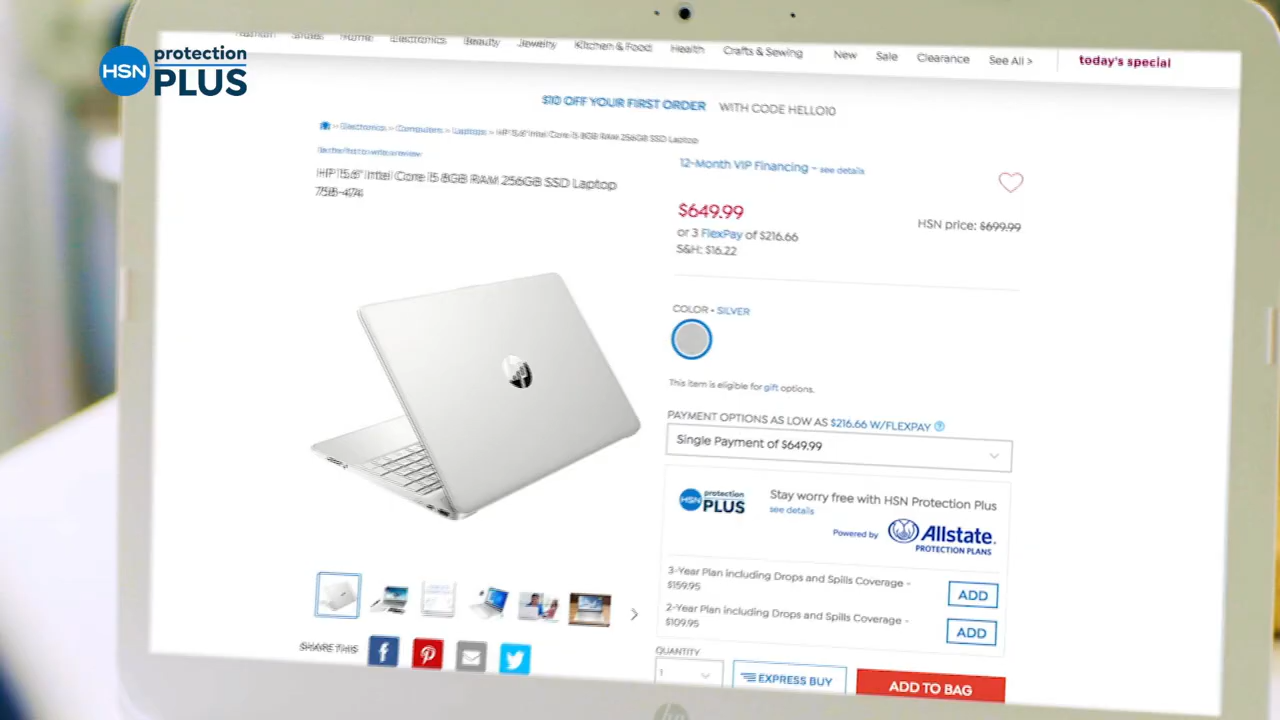 HSN protection PLUS
Fashion Shoes Home Electronics Beauty Jewelry Kitchen & Food Health Crafts & Sewing New Sale Clearance See All > today's special
$10 OFF YOUR FIRST ORDER WITH CODE HELLO10
> Electronics > Computers > Laptops > HP 15.6" Intel Core i5 8GB RAM 256GB SSD Laptop
Be the first to write a review
HP 15.6" Intel Core i5 8GB RAM 256GB SSD Laptop
758-474
12-Month VIP Financing - see details
$649.99
HSN price: $699.99
or 3 FlexPay of $216.66
S&H: $16.22
COLOR • SILVER
This item is eligible for gift options.
PAYMENT OPTIONS AS LOW AS $216.66 W/FLEXPAY ?
Single Payment of $649.99
HSN protection PLUS
Stay worry free with HSN Protection Plus
see details
Powered by Allstate.
PROTECTION PLANS
3-Year Plan including Drops and Spills Coverage -
$159.95
ADD
2-Year Plan including Drops and Spills Coverage -
$109.95
ADD
SHARE THIS
QUANTITY
1
EXPRESS BUY
ADD TO BAG
hp